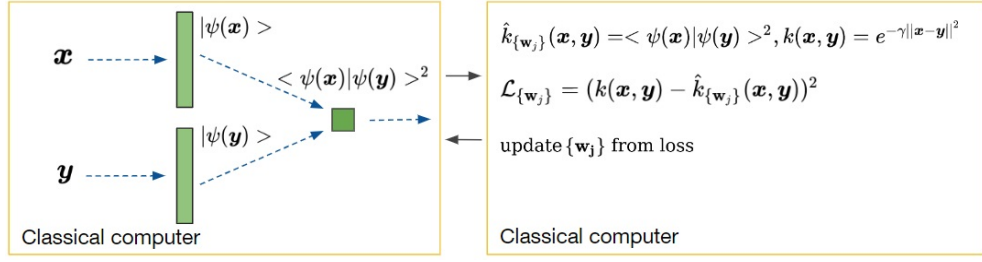 x
|ψ(x) >
< ψ(x)|ψ(y) >²
|ψ(y) >
y
Classical computer
k̂_{w_j}(x, y) =< ψ(x)|ψ(y) >², k(x, y) = e^{−γ||x−y||²}
ℒ_{w_j} = (k(x, y) − k̂_{w_j}(x, y))²
update {w_j} from loss
Classical computer